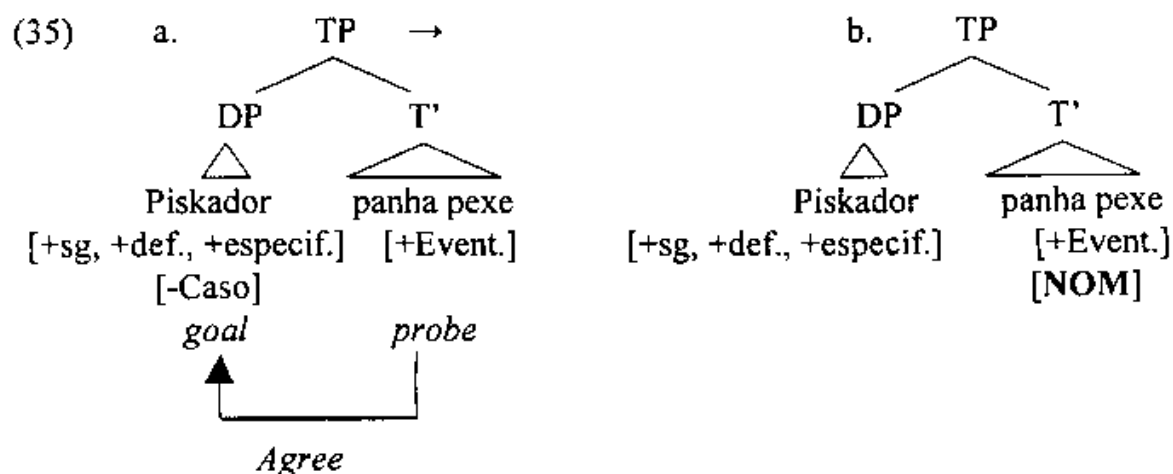 (35) a. TP → b. TP
DP T' DP T'
Piskador panha pexe Piskador panha pexe
[+sg, +def., +especif.] [+Event.] [+sg, +def., +especif.] [+Event.]
[-Caso] [NOM]
goal probe
Agree